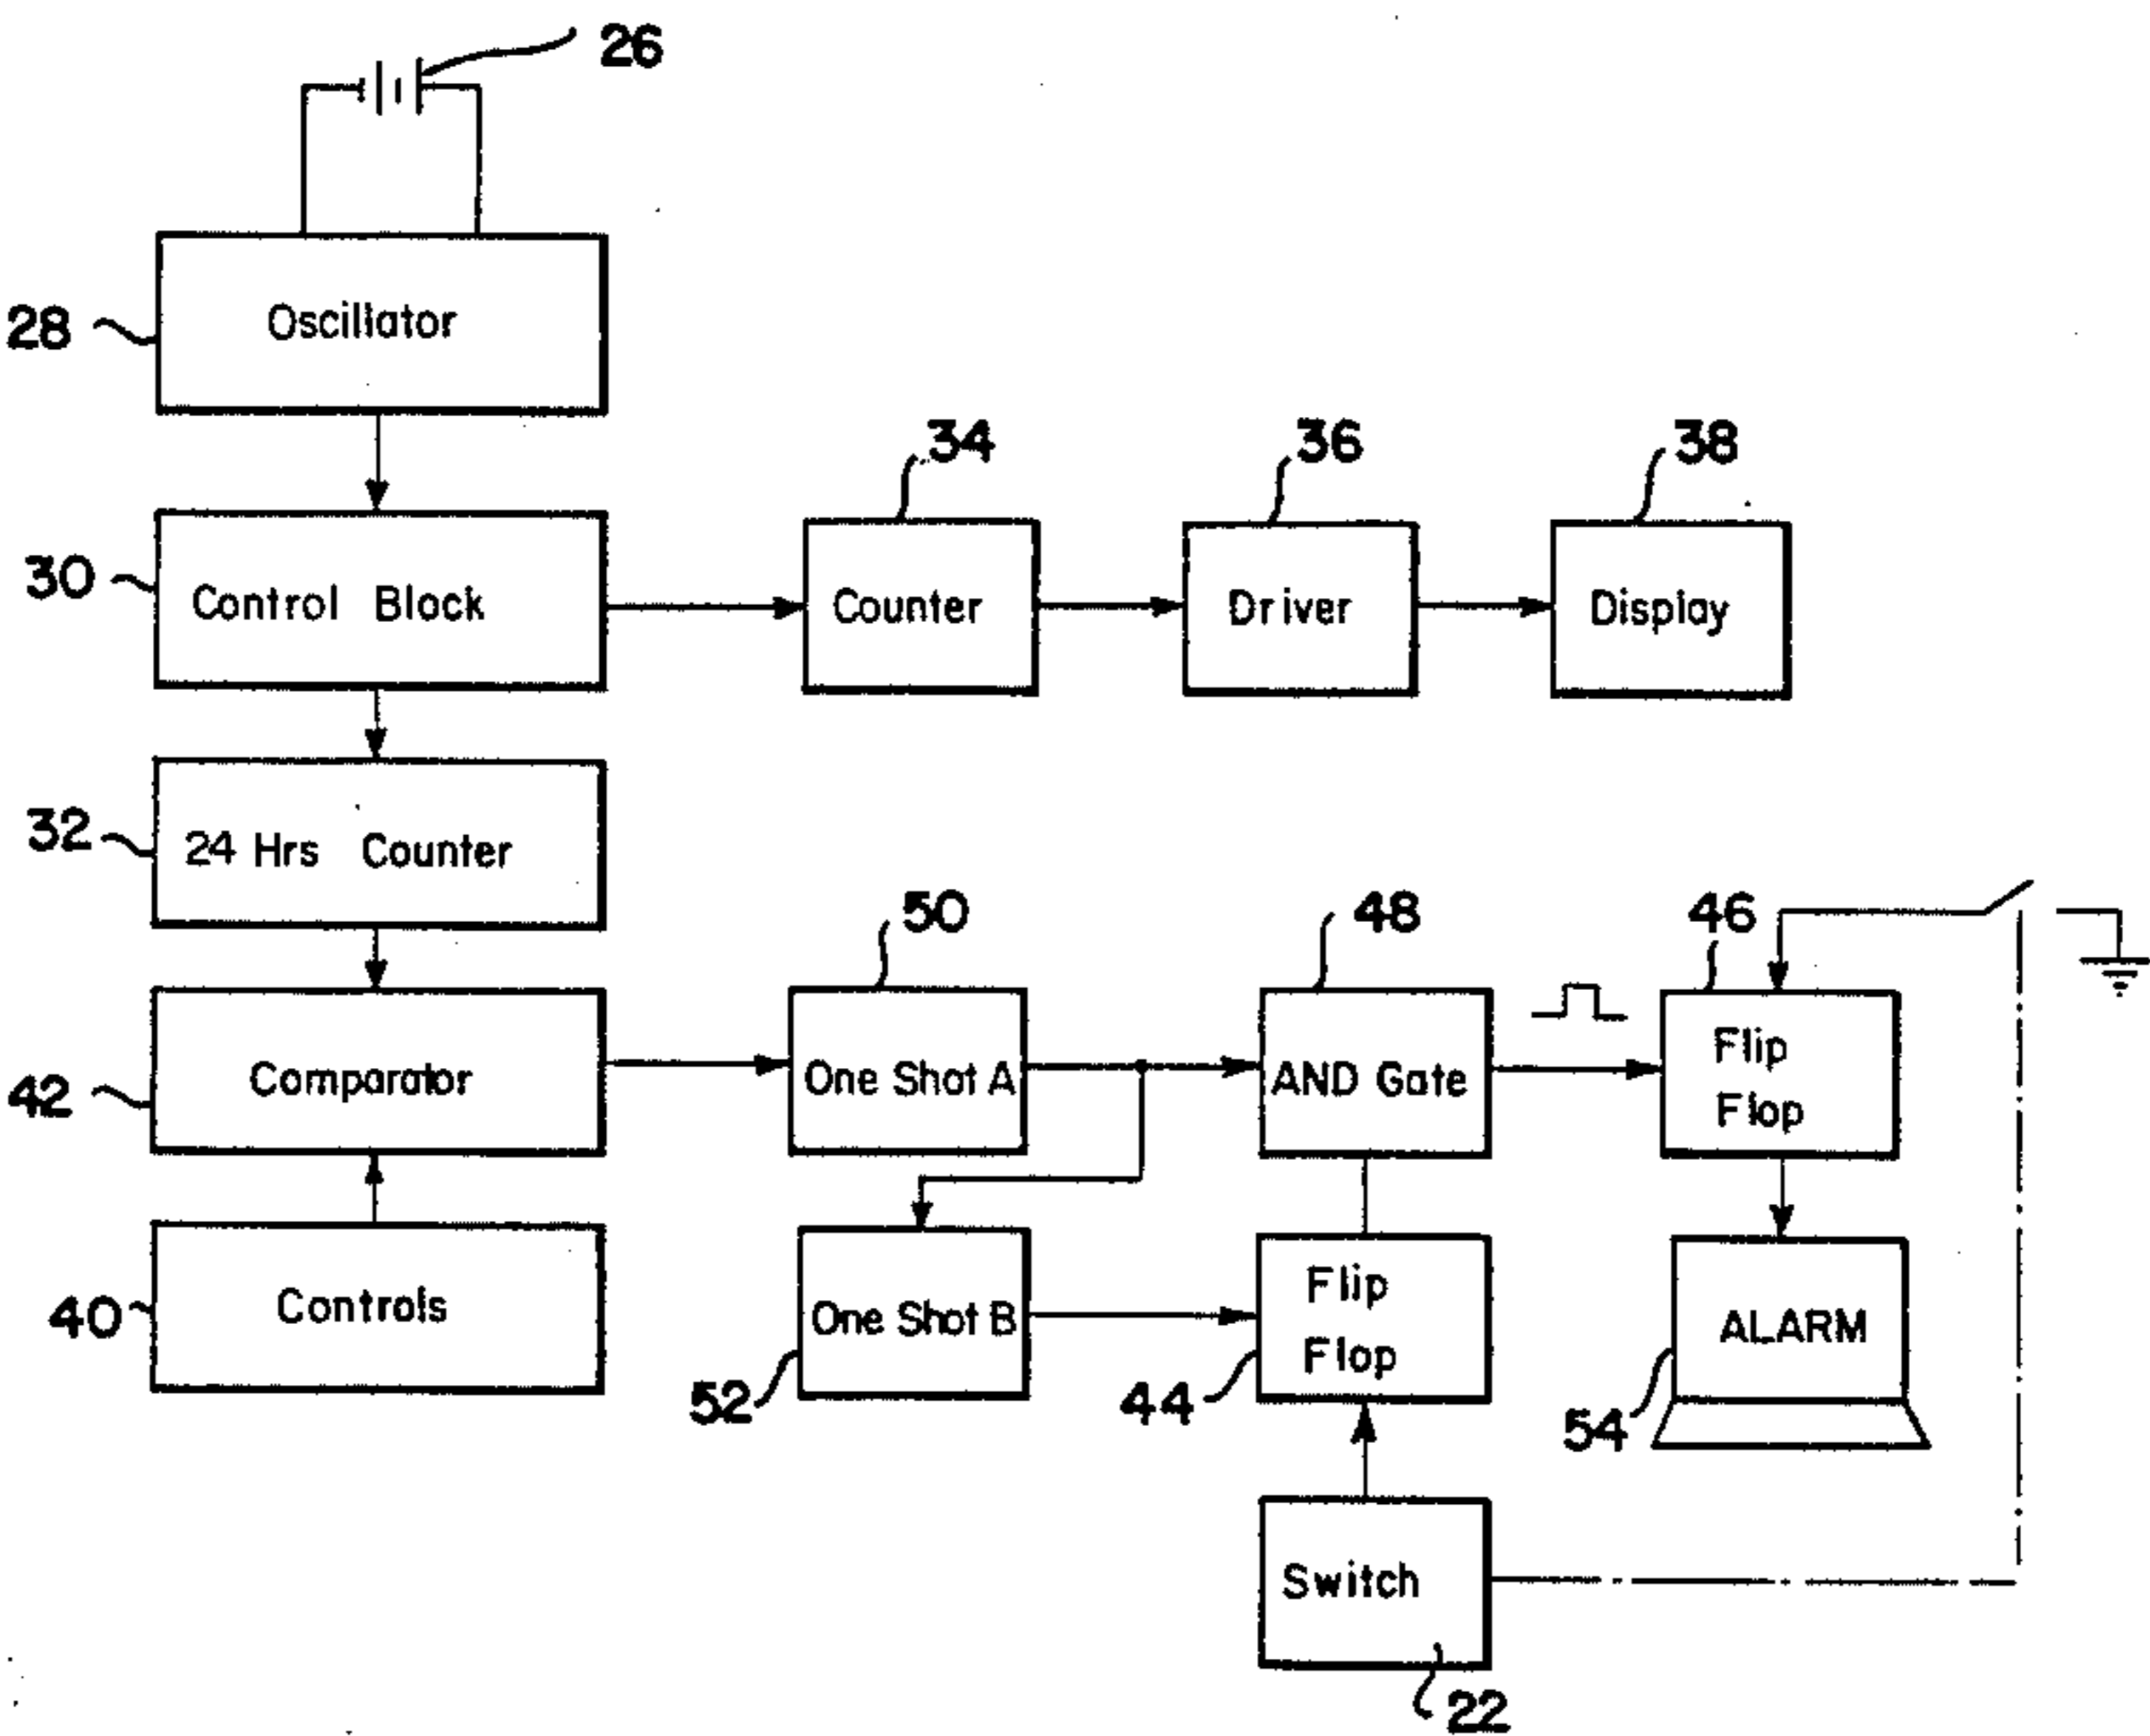 26
28
Oscillator
34
36
38
30
Control Block
Counter
Driver
Display
32
24 Hrs Counter
50
48
46
42
Comparator
One Shot A
AND Gate
Flip
Flop
40
Controls
One Shot B
52
Flip
Flop
44
ALARM
54
Switch
22